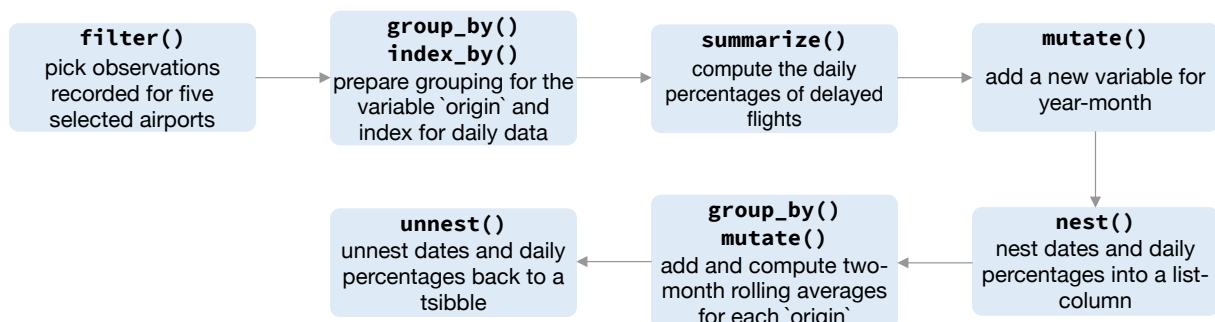 filter()
pick observations
recorded for five
selected airports
group_by()
index_by()
prepare grouping for the
variable `origin` and
index for daily data
summarize()
compute the daily
percentages of delayed
flights
mutate()
add a new variable for
year-month
nest()
nest dates and daily
percentages into a list-
column
group_by()
mutate()
add and compute two-
month rolling averages
for each `origin`
unnest()
unnest dates and daily
percentages back to a
tsibble